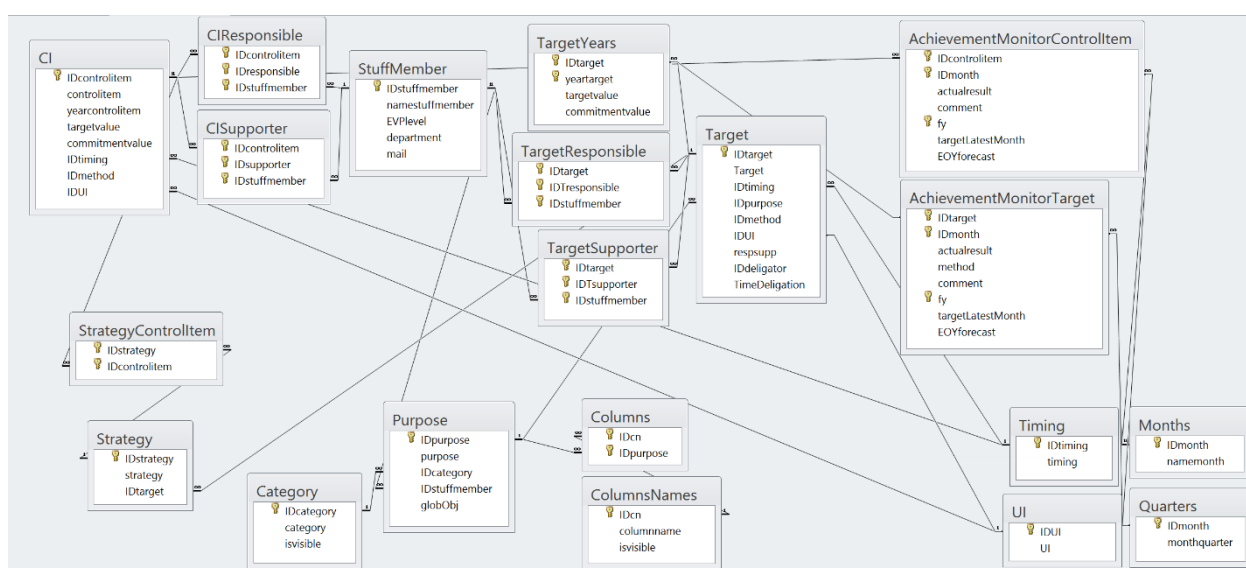 CI
IDcontrolitem
controlitem
yearcontrolitem
targetvalue
commitmentvalue
IDtiming
IDmethod
IDUI
CIResponsible
IDcontrolitem
IDresponsible
IDstuffmember
CISupporter
IDcontrolitem
IDsupporter
IDstuffmember
StuffMember
IDstuffmember
namestuffmember
EVPlevel
department
mail
TargetYears
IDtarget
yeartarget
targetvalue
commitmentvalue
TargetResponsible
IDtarget
IDTresponsible
IDstuffmember
TargetSupporter
IDtarget
IDTsupporter
IDstuffmember
Target
IDtarget
Target
IDtiming
IDpurpose
IDmethod
IDUI
respsupp
IDdeligator
TimeDeligation
AchievementMonitorControlItem
IDcontrolitem
IDmonth
actualresult
comment
fy
targetLatestMonth
EOYforecast
AchievementMonitorTarget
IDtarget
IDmonth
actualresult
method
comment
fy
targetLatestMonth
EOYforecast
StrategyControlItem
IDstrategy
IDcontrolitem
Strategy
IDstrategy
strategy
IDtarget
Category
IDcategory
category
isvisible
Purpose
IDpurpose
purpose
IDcategory
IDstuffmember
globObj
Columns
IDcn
IDpurpose
ColumnsNames
IDcn
columnname
isvisible
Timing
IDtiming
timing
Months
IDmonth
namemonth
UI
IDUI
UI
Quarters
IDmonth
monthquarter